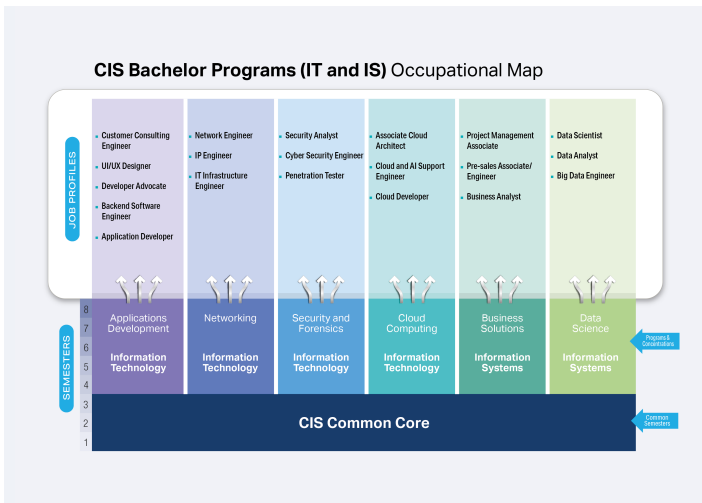 CIS Bachelor Programs (IT and IS) Occupational Map
JOB PROFILES
Customer Consulting
Engineer
UI/UX Designer
Developer Advocate
Backend Software
Engineer
Application Developer
Network Engineer
IP Engineer
IT Infrastructure
Engineer
Security Analyst
Cyber Security Engineer
Penetration Tester
Associate Cloud
Architect
Cloud and AI Support
Engineer
Cloud Developer
Project Management
Associate
Pre-sales Associate/
Engineer
Business Analyst
Data Scientist
Data Analyst
Big Data Engineer
SEMESTERS
8
7
6
5
4
3
2
1
Applications
Development
Information
Technology
Networking
Information
Technology
Security and
Forensics
Information
Technology
Cloud
Computing
Information
Technology
Business
Solutions
Information
Systems
Data
Science
Information
Systems
Programs &
Concentrations
CIS Common Core
Common
Semesters